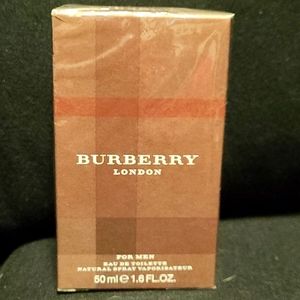 BURBERRY
LONDON
FOR MEN
EAU DE TOILETTE
NATURAL SPRAY VAPORISATEUR
50 ml e 1.6 FL.OZ.